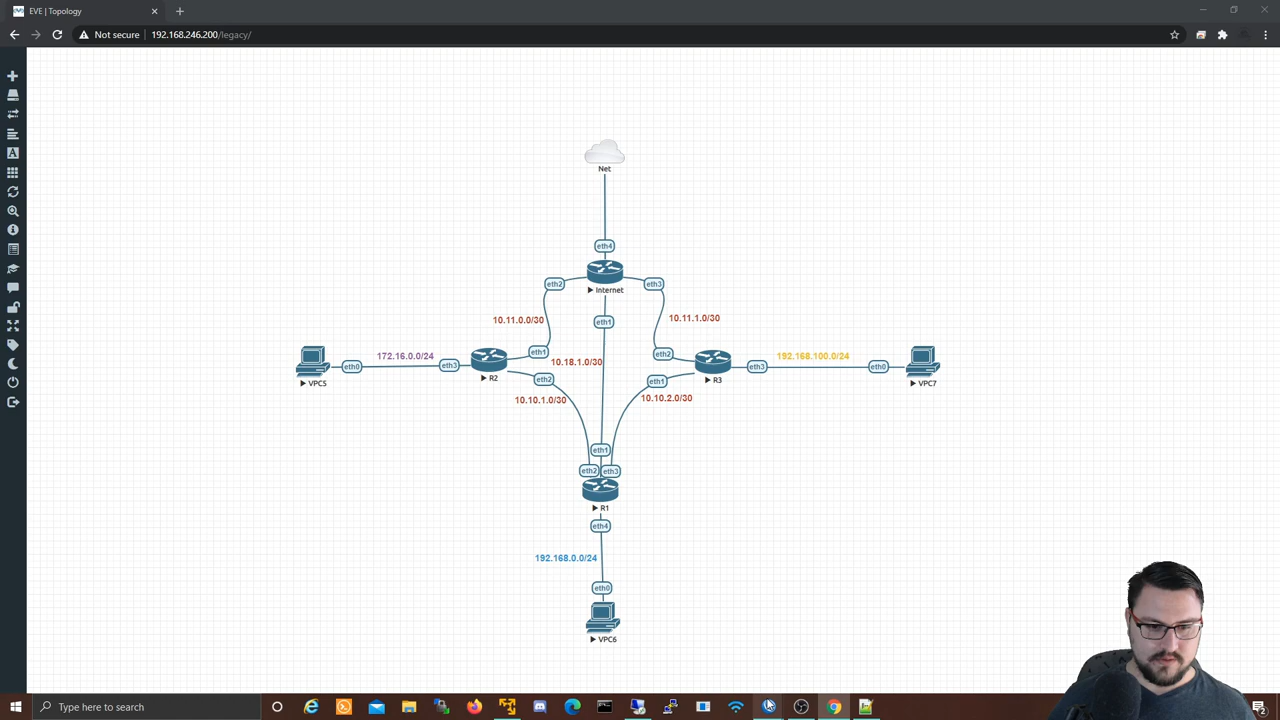 EVE | Topology
Not secure | 192.168.246.200/legacy/
Net
eth4
Internet
eth2
eth3
10.11.0.0/30
eth1
10.11.1.0/30
172.16.0.0/24
eth1
10.18.1.0/30
eth2
192.168.100.0/24
eth0
eth3
eth3
eth0
VPC5
R2
R3
VPC7
eth2
eth1
10.10.1.0/30
10.10.2.0/30
eth1
eth2
eth3
R1
eth4
192.168.0.0/24
eth0
VPC6
Type here to search
2